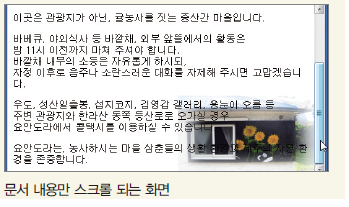 이곳은 관광지가 아닌, 귤농사를 짓는 중산간 마을입니다.
바베큐, 야외식사 등 바깥채, 외부 앞뜰에서의 활동은
밤 11시 이전까지 마쳐 주셔야 합니다.
바깥채 내부의 소등은 자유롭게 하시되,
자정 이후로 음주나 소란스러운 대화를 자제해 주시면 고맙겠습니
다.
우도, 성산일출봉, 섭지코지, 김영갑 갤러리, 용눈이 오름 등
주변 관광지와 한라산 동쪽 등산로로 오가실 경우
요안도라에서 콜택시를 이용하실 수 있습니다.
요안도라는, 농사하시는 마을 삼춘들의 생활 환
경을 존중합니다.
문서 내용만 스크롤 되는 화면